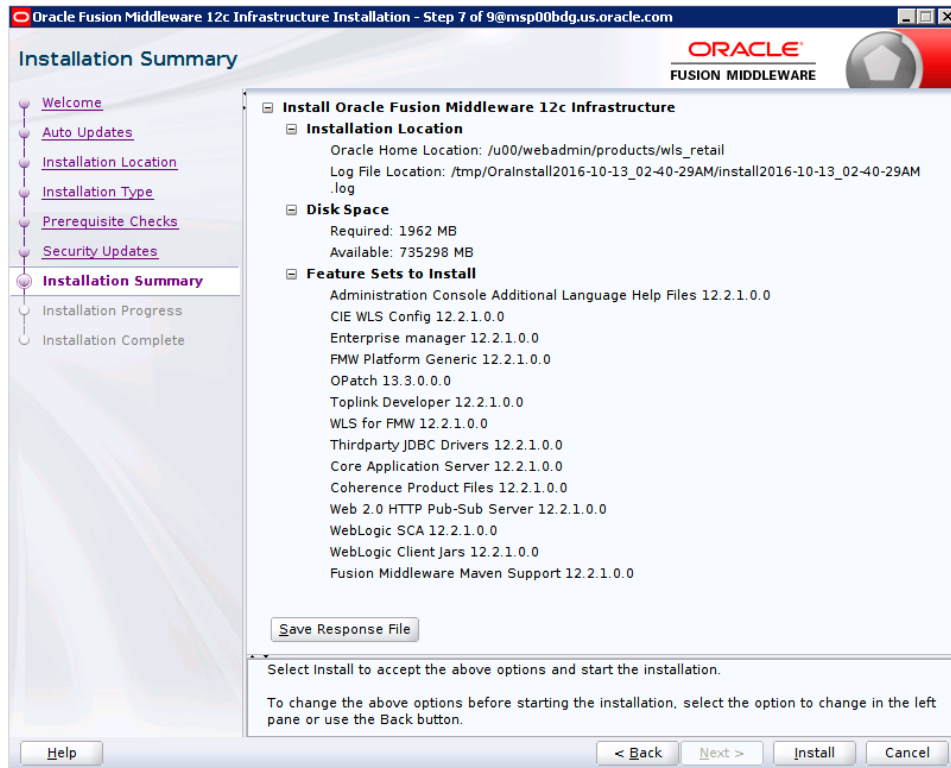 Oracle Fusion Middleware 12c Infrastructure Installation - Step 7 of 9@msp00bdg.us.oracle.com
Installation Summary
ORACLE
FUSION MIDDLEWARE
Welcome
Auto Updates
Installation Location
Installation Type
Prerequisite Checks
Security Updates
Installation Summary
Installation Progress
Installation Complete
Install Oracle Fusion Middleware 12c Infrastructure
Installation Location
Oracle Home Location: /u00/webadmin/products/wls_retail
Log File Location: /tmp/OraInstall2016-10-13_02-40-29AM/install2016-10-13_02-40-29AM
.log
Disk Space
Required: 1962 MB
Available: 735298 MB
Feature Sets to Install
Administration Console Additional Language Help Files 12.2.1.0.0
CIE WLS Config 12.2.1.0.0
Enterprise manager 12.2.1.0.0
FMW Platform Generic 12.2.1.0.0
OPatch 13.3.0.0.0
Toplink Developer 12.2.1.0.0
WLS for FMW 12.2.1.0.0
Thirdparty JDBC Drivers 12.2.1.0.0
Core Application Server 12.2.1.0.0
Coherence Product Files 12.2.1.0.0
Web 2.0 HTTP Pub-Sub Server 12.2.1.0.0
WebLogic SCA 12.2.1.0.0
WebLogic Client Jars 12.2.1.0.0
Fusion Middleware Maven Support 12.2.1.0.0
Save Response File
Select Install to accept the above options and start the installation.
To change the above options before starting the installation, select the option to change in the left
pane or use the Back button.
Help
< Back
Next >
Install
Cancel